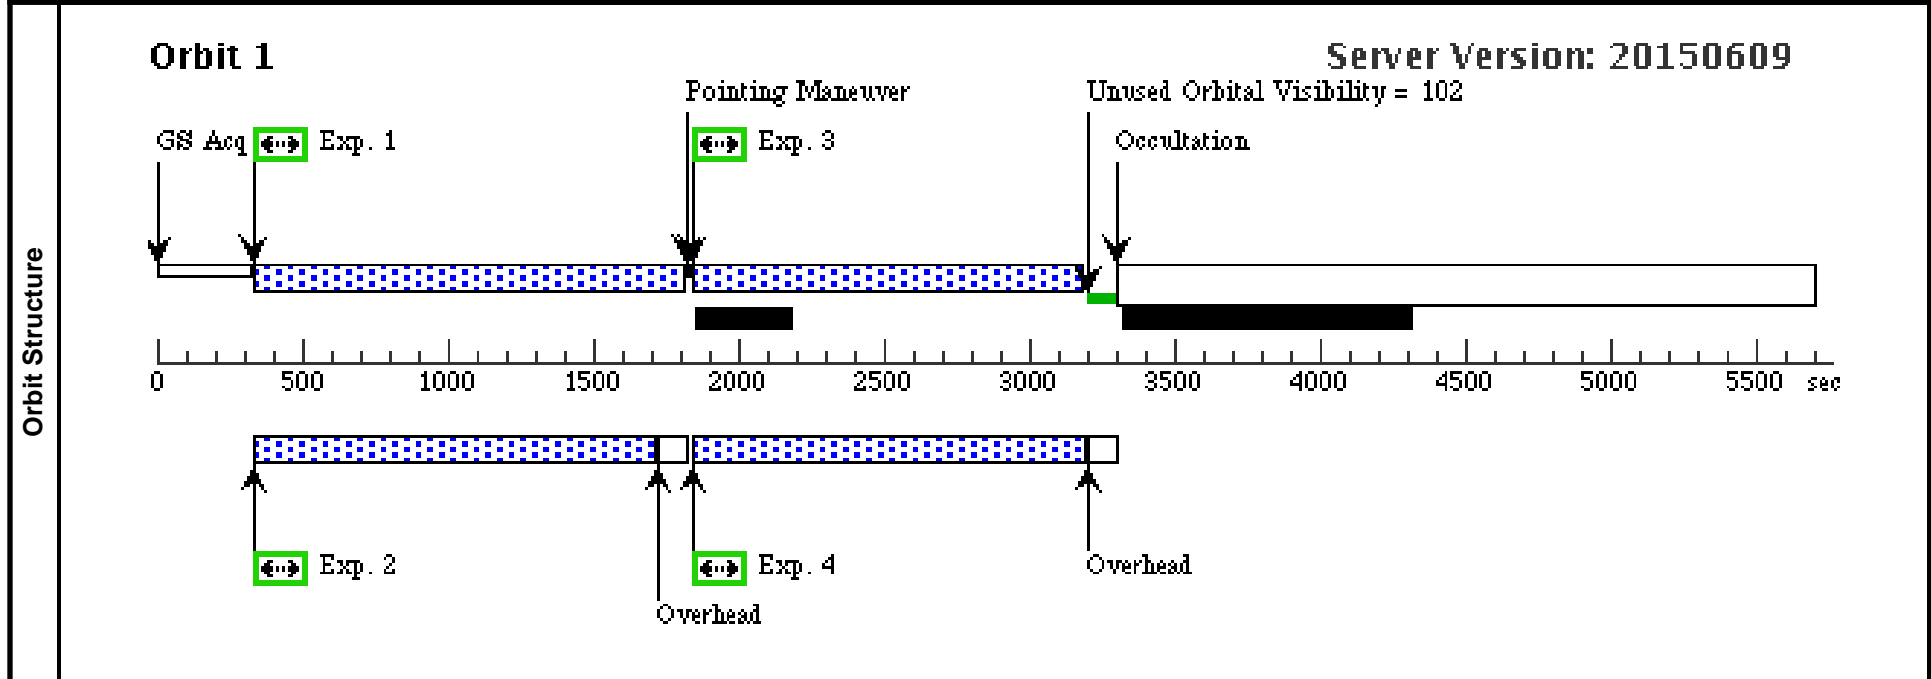 Orbit 1
Server Version: 20150609
Pointing Maneuver
Unused Orbital Visibility = 102
GS Acq
Exp. 1
Exp. 3
Occultation
Orbit Structure
0 500 1000 1500 2000 2500 3000 3500 4000 4500 5000 5500 sec
Exp. 2
Exp. 4
Overhead
Overhead